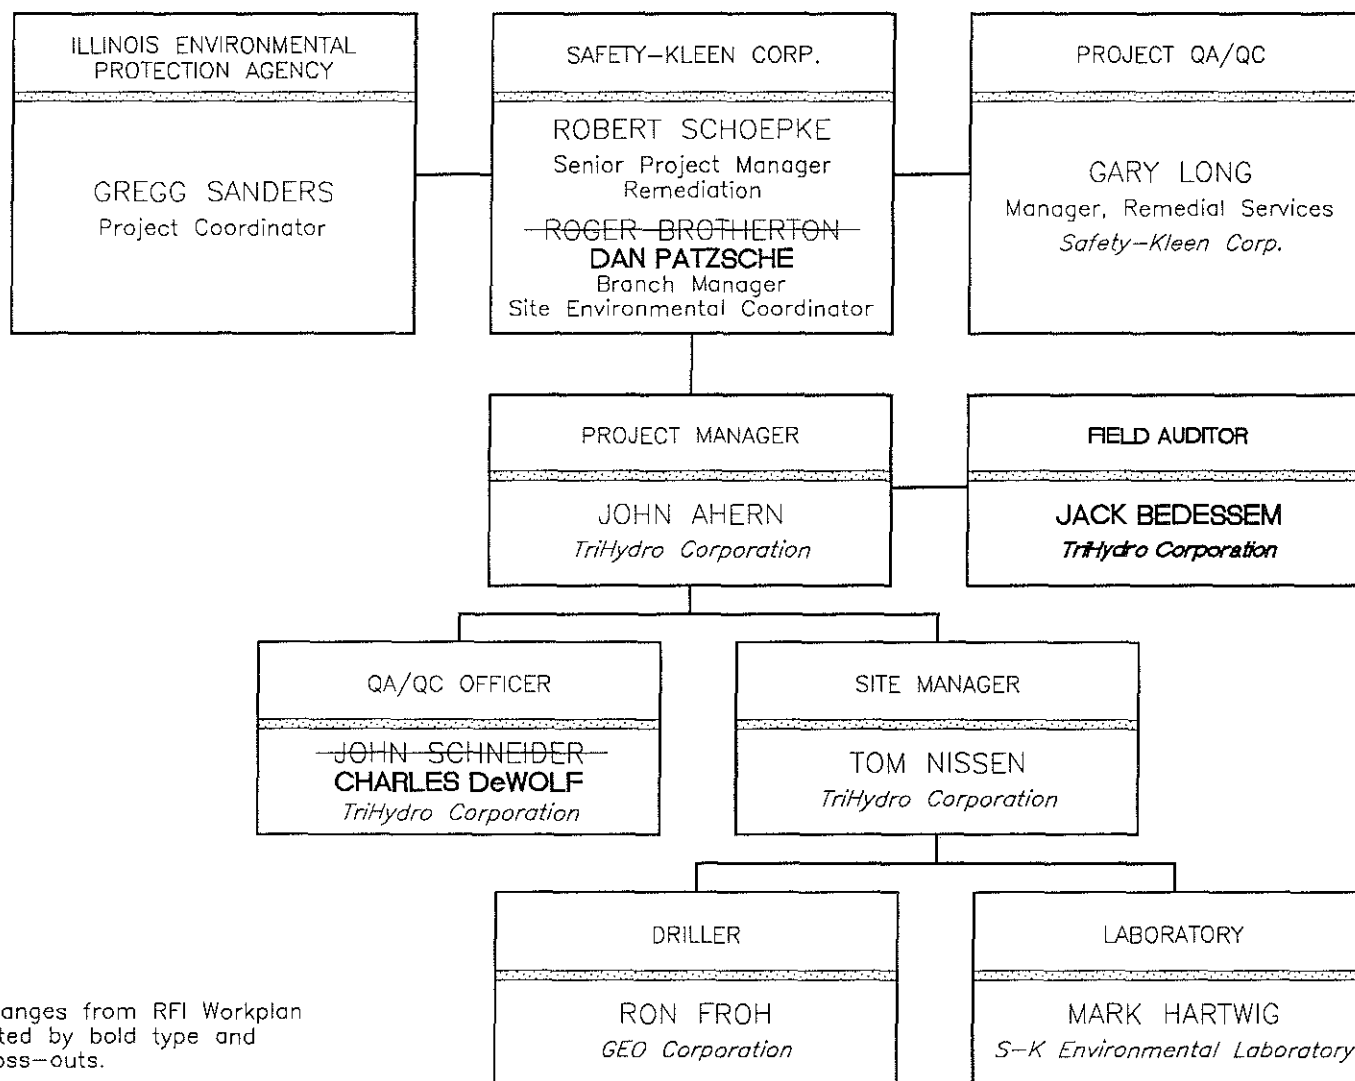 ILLINOIS ENVIRONMENTAL
PROTECTION AGENCY
GREGG SANDERS
Project Coordinator
SAFETY-KLEEN CORP.
ROBERT SCHOEPKE
Senior Project Manager
Remediation
ROGER BROTHERTON
DAN PATZSCHE
Branch Manager
Site Environmental Coordinator
PROJECT QA/QC
GARY LONG
Manager, Remedial Services
Safety-Kleen Corp.
PROJECT MANAGER
JOHN AHERN
TriHydro Corporation
FIELD AUDITOR
JACK BEDESSEM
TriHydro Corporation
QA/QC OFFICER
JOHN SCHNEIDER
CHARLES DeWOLF
TriHydro Corporation
SITE MANAGER
TOM NISSEN
TriHydro Corporation
DRILLER
RON FROH
GEO Corporation
LABORATORY
MARK HARTWIG
S-K Environmental Laboratory
anges from RFI Workplan
ted by bold type and
oss-outs.